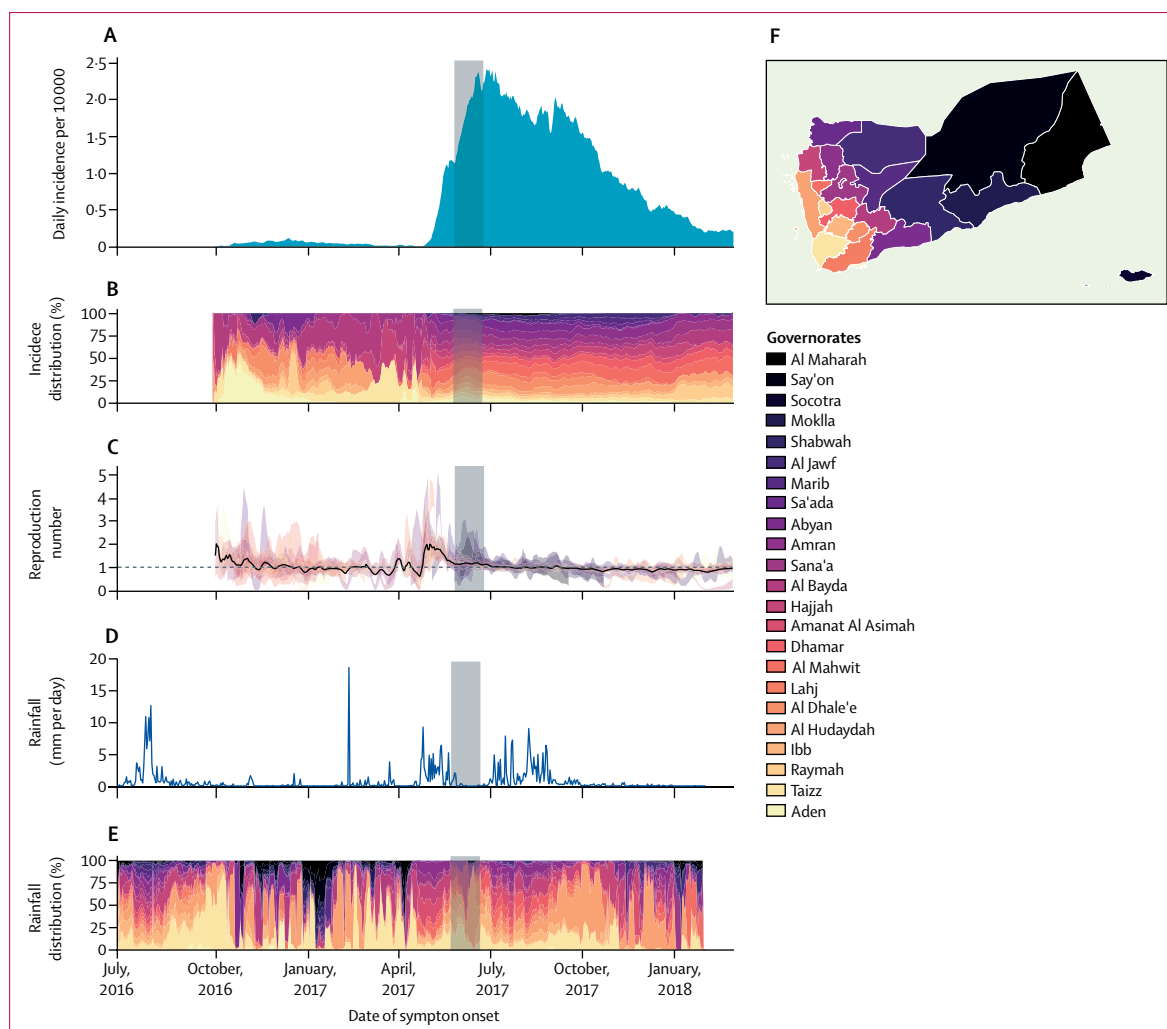 A
Daily incidence per 10 000
2·5
2·0
1·5
1·0
0·5
0
B
Incidece
distribution (%)
100
75
50
25
0
C
Reproduction
number
5
4
3
2
1
0
D
Rainfall
(mm per day)
20
15
10
5
0
E
Rainfall
distribution (%)
100
75
50
25
0
July,
2016
October,
2016
January,
2017
April,
2017
July,
2017
October,
2017
January,
2018
Date of sympton onset
F
Governorates
Al Maharah
Say'on
Socotra
Moklla
Shabwah
Al Jawf
Marib
Sa'ada
Abyan
Amran
Sana'a
Al Bayda
Hajjah
Amanat Al Asimah
Dhamar
Al Mahwit
Lahj
Al Dhale'e
Al Hudaydah
Ibb
Raymah
Taizz
Aden